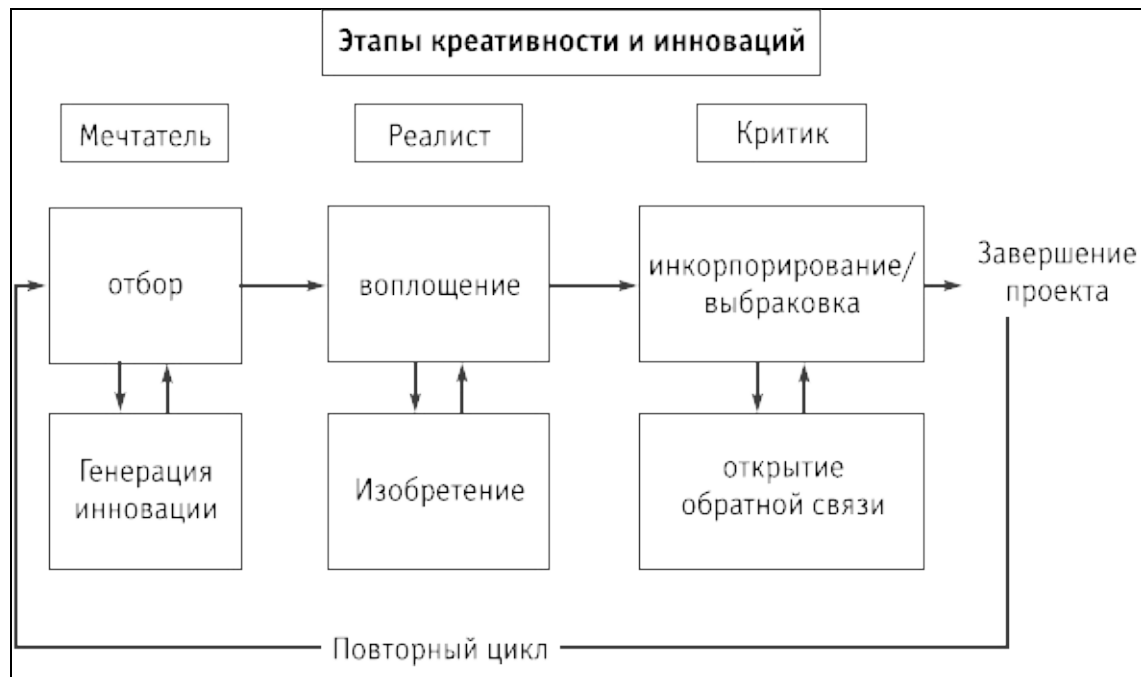 Этапы креативности и инноваций
Мечтатель
Реалист
Критик
отбор
воплощение
инкорпорирование/
выбраковка
Завершение
проекта
Генерация
инновации
Изобретение
открытие
обратной связи
Повторный цикл